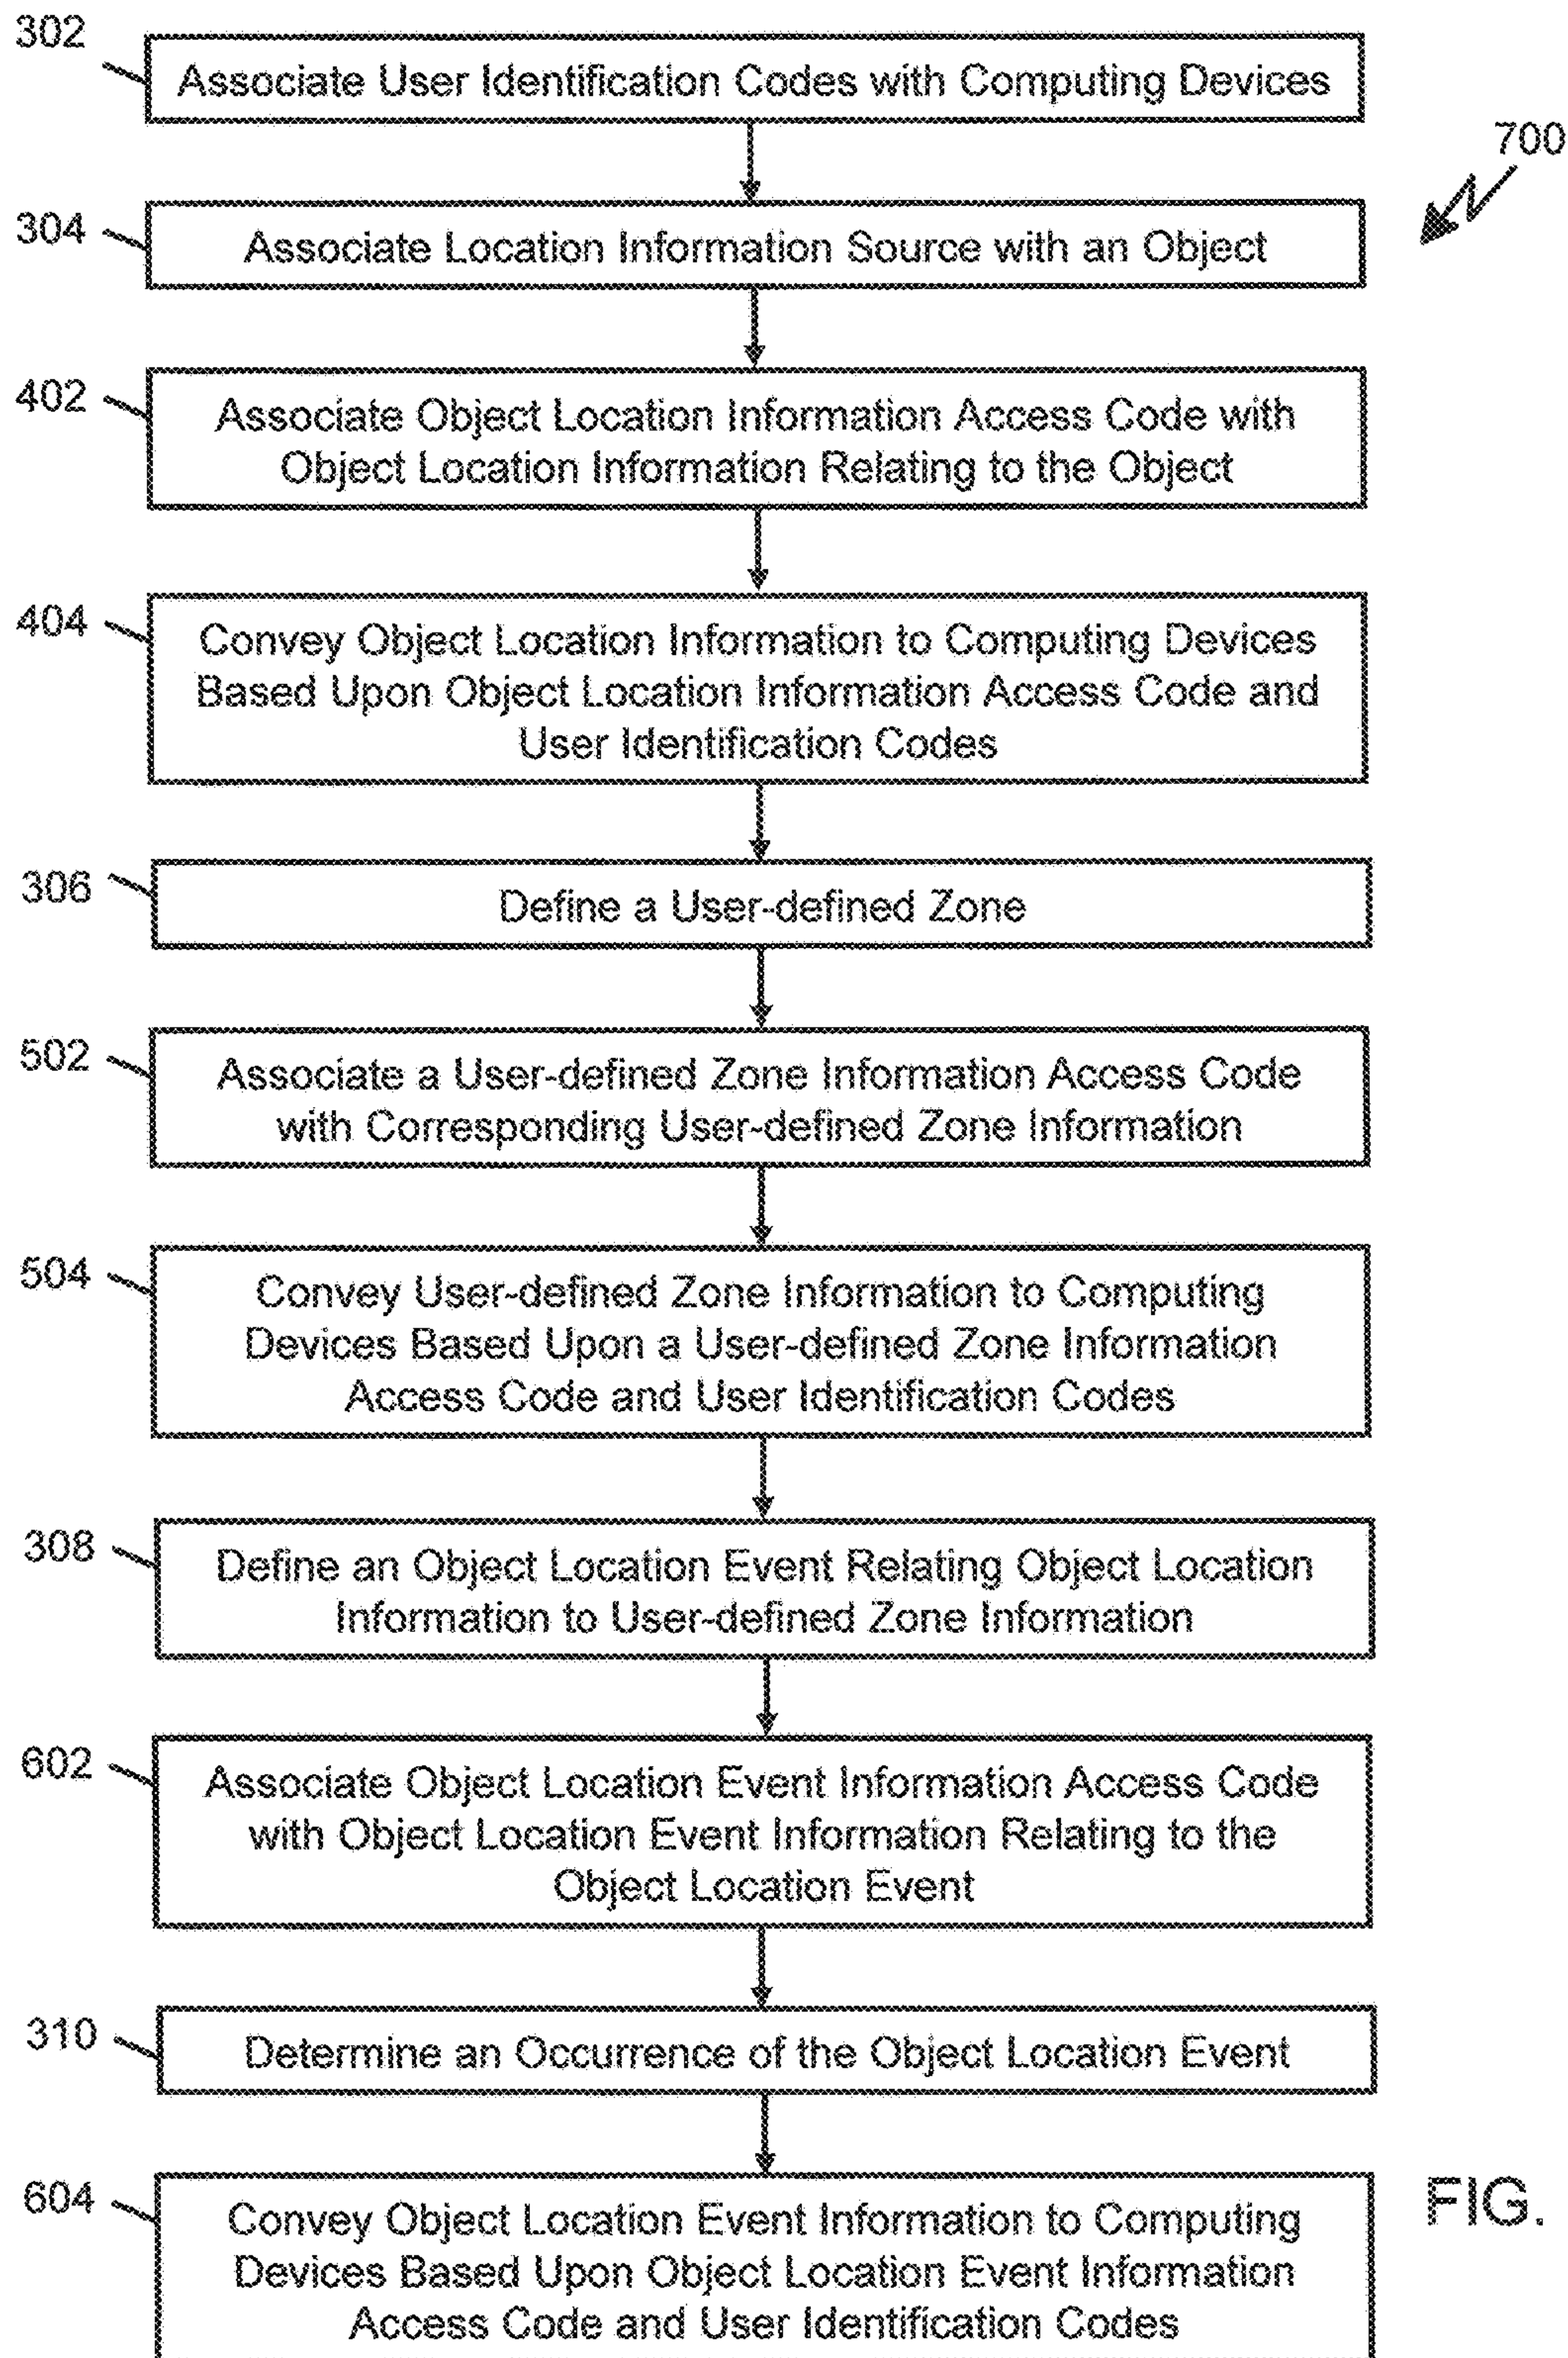 302
Associate User Identification Codes with Computing Devices
700
304
Associate Location Information Source with an Object
402
Associate Object Location Information Access Code with
Object Location Information Relating to the Object
404
Convey Object Location Information to Computing Devices
Based Upon Object Location Information Access Code and
User Identification Codes
306
Define a User-defined Zone
502
Associate a User-defined Zone Information Access Code
with Corresponding User-defined Zone Information
504
Convey User-defined Zone Information to Computing
Devices Based Upon a User-defined Zone Information
Access Code and User Identification Codes
308
Define an Object Location Event Relating Object Location
Information to User-defined Zone Information
602
Associate Object Location Event Information Access Code
with Object Location Event Information Relating to the
Object Location Event
310
Determine an Occurrence of the Object Location Event
604
Convey Object Location Event Information to Computing
Devices Based Upon Object Location Event Information
Access Code and User Identification Codes
FIG.